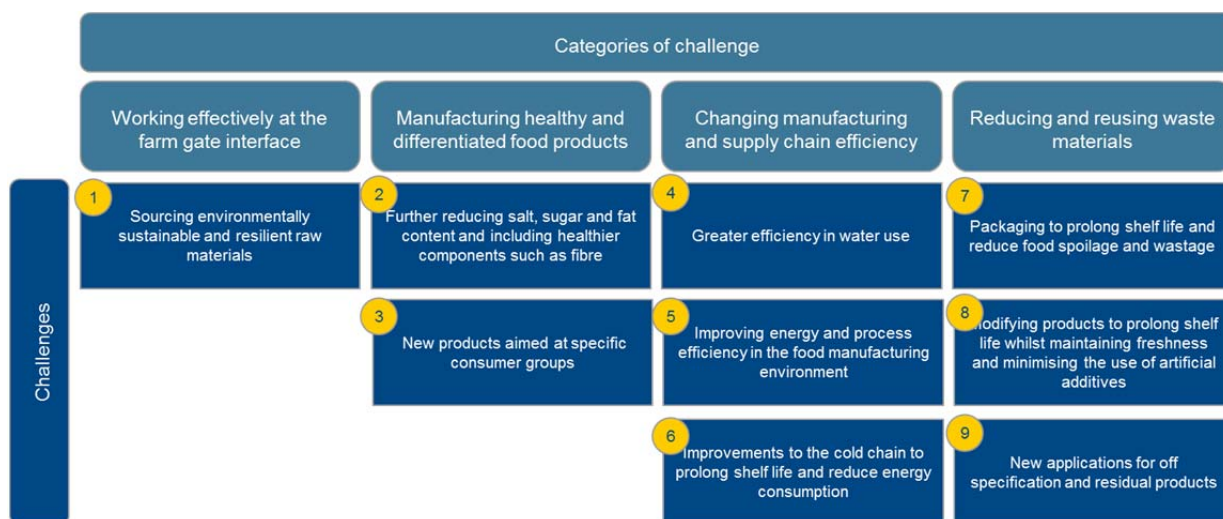 Categories of challenge
Working effectively at the
farm gate interface
Manufacturing healthy and
differentiated food products
Changing manufacturing
and supply chain efficiency
Reducing and reusing waste
materials
Challenges
1
Sourcing environmentally
sustainable and resilient raw
materials
2
Further reducing salt, sugar and fat
content and including healthier
components such as fibre
4
Greater efficiency in water use
7
Packaging to prolong shelf life and
reduce food spoilage and wastage
3
New products aimed at specific
consumer groups
5
Improving energy and process
efficiency in the food manufacturing
environment
8
Modifying products to prolong shelf
life whilst maintaining freshness
and minimising the use of artificial
additives
6
Improvements to the cold chain to
prolong shelf life and reduce energy
consumption
9
New applications for off
specification and residual products